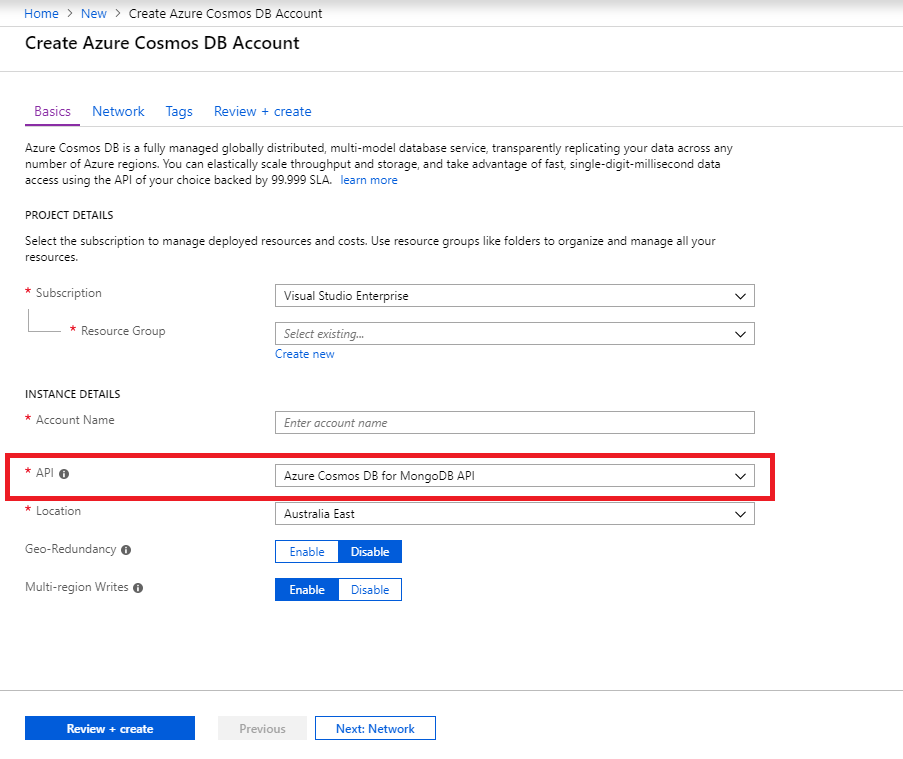 Home > New > Create Azure Cosmos DB Account
Create Azure Cosmos DB Account
Basics Network Tags Review + create
Azure Cosmos DB is a fully managed globally distributed, multi-model database service, transparently replicating your data across any
number of Azure regions. You can elastically scale throughput and storage, and take advantage of fast, single-digit-millisecond data
access using the API of your choice backed by 99.999 SLA. learn more
PROJECT DETAILS
Select the subscription to manage deployed resources and costs. Use resource groups like folders to organize and manage all your
resources.
* Subscription Visual Studio Enterprise
* Resource Group Select existing...
Create new
INSTANCE DETAILS
* Account Name Enter account name
* API Azure Cosmos DB for MongoDB API
* Location Australia East
Geo-Redundancy Enable Disable
Multi-region Writes Enable Disable
Review + create Previous Next: Network